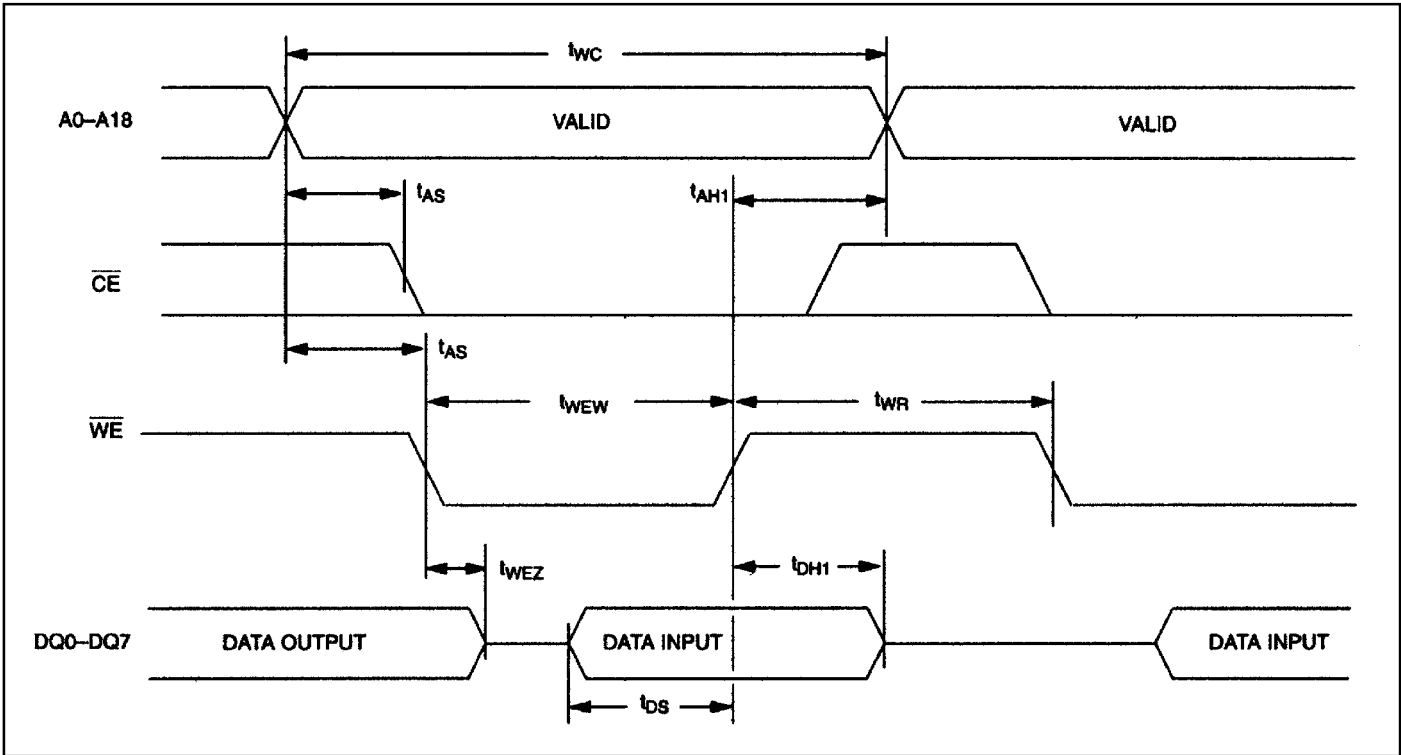 tWC
A0–A18 VALID VALID
tAS tAH1
CE
tAS
tWEW tWR
WE
tWEZ tDH1
DQ0–DQ7 DATA OUTPUT DATA INPUT DATA INPUT
tDS